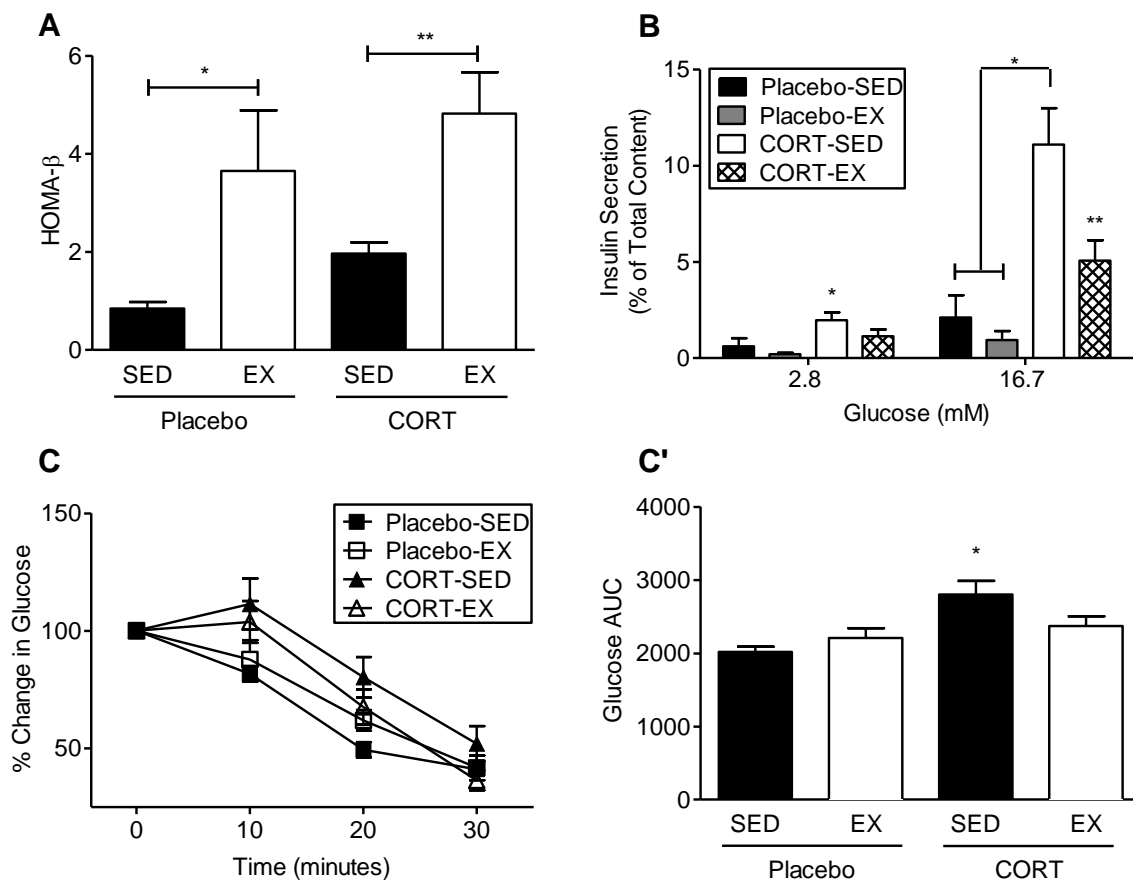 A
HOMA-β
6
4
2
0
*
**
SED EX SED EX
Placebo CORT
B
Insulin Secretion
(% of Total Content)
15
10
5
0
Placebo-SED
Placebo-EX
CORT-SED
CORT-EX
*
*
**
2.8 16.7
Glucose (mM)
C
% Change in Glucose
150
100
50
Placebo-SED
Placebo-EX
CORT-SED
CORT-EX
0 10 20 30
Time (minutes)
C'
Glucose AUC
4000
3000
2000
1000
0
*
SED EX SED EX
Placebo CORT